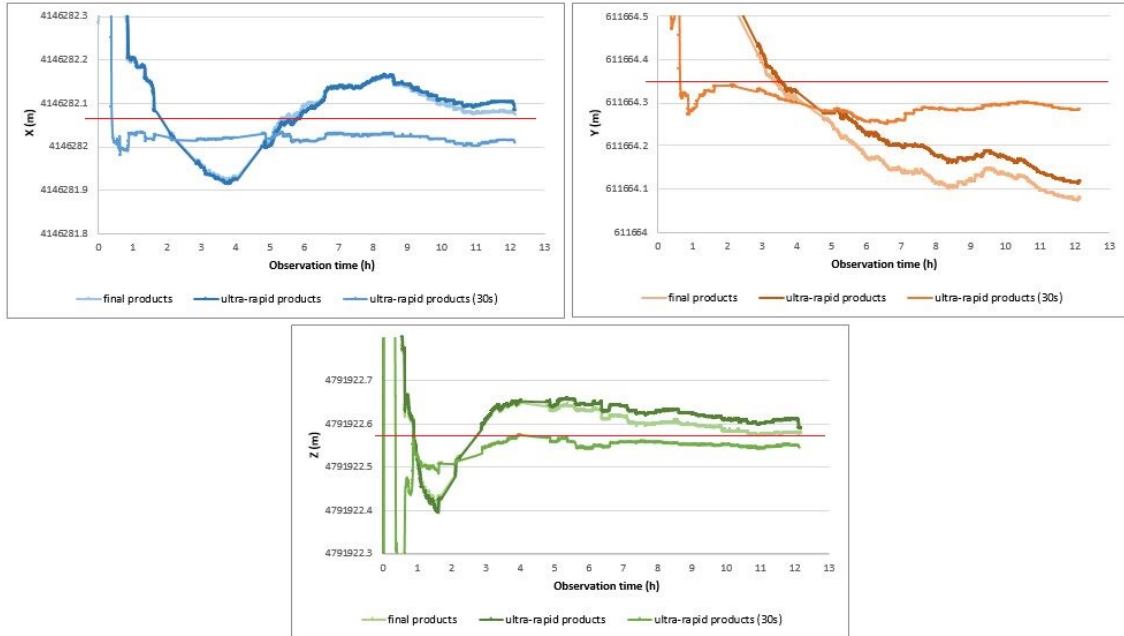 4146282.3
4146282.2
4146282.1
4146282
4146281.9
4146281.8
X (m)
0 1 2 3 4 5 6 7 8 9 10 11 12 13
Observation time (h)
final products ultra-rapid products ultra-rapid products (30s)
611664.5
611664.4
611664.3
611664.2
611664.1
611664
Y (m)
0 1 2 3 4 5 6 7 8 9 10 11 12 13
Observation time (h)
final products ultra-rapid products ultra-rapid products (30s)
4791922.7
4791922.6
4791922.5
4791922.4
4791922.3
Z (m)
0 1 2 3 4 5 6 7 8 9 10 11 12 13
Observation time (h)
final products ultra-rapid products ultra-rapid products (30s)